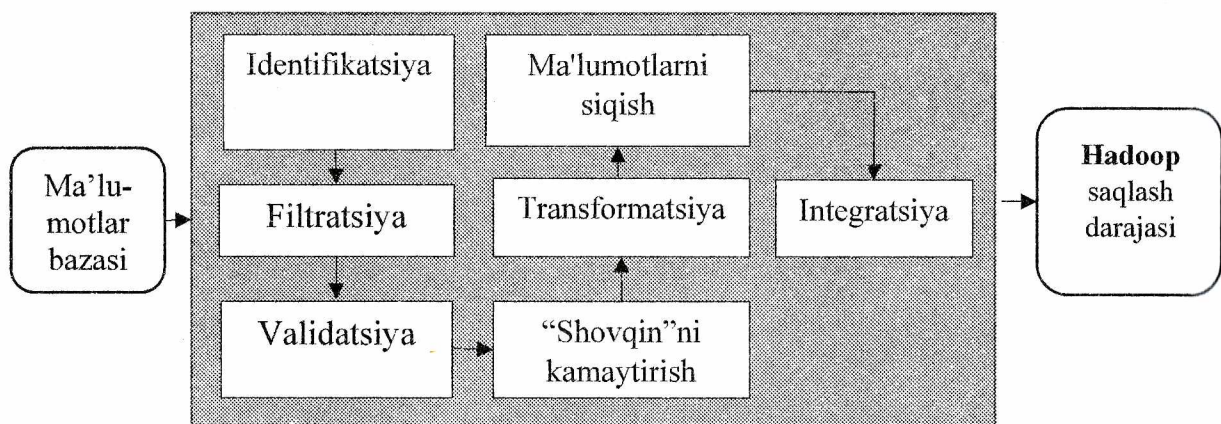 Ma’lu-
motlar
bazasi
Identifikatsiya
Filtratsiya
Validatsiya
“Shovqin”ni
kamaytirish
Transformatsiya
Ma'lumotlarni
siqish
Integratsiya
Hadoop
saqlash
darajasi